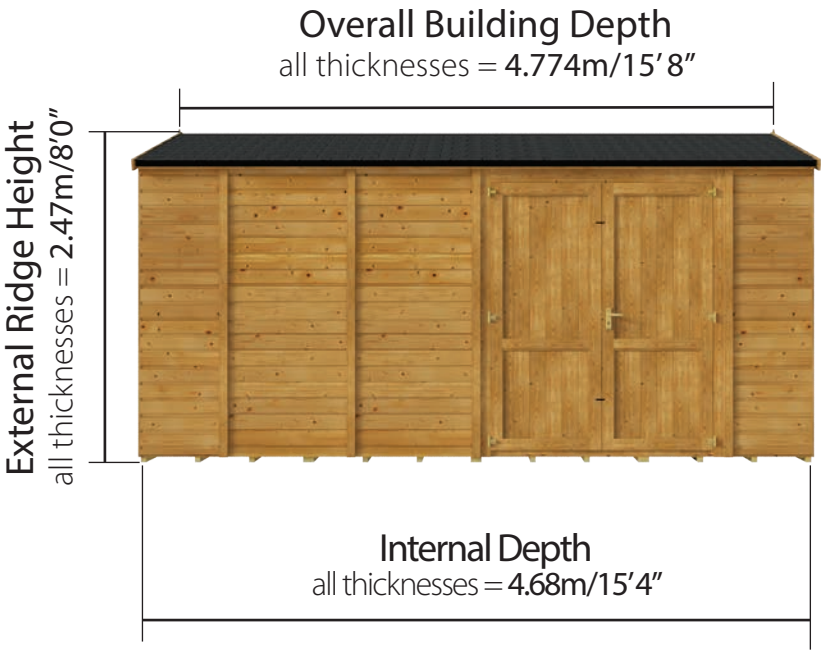 Overall Building Depth
all thicknesses = 4.774m/15’8”
External Ridge Height
all thicknesses = 2.47m/8’0”
Internal Depth
all thicknesses = 4.68m/15’4”